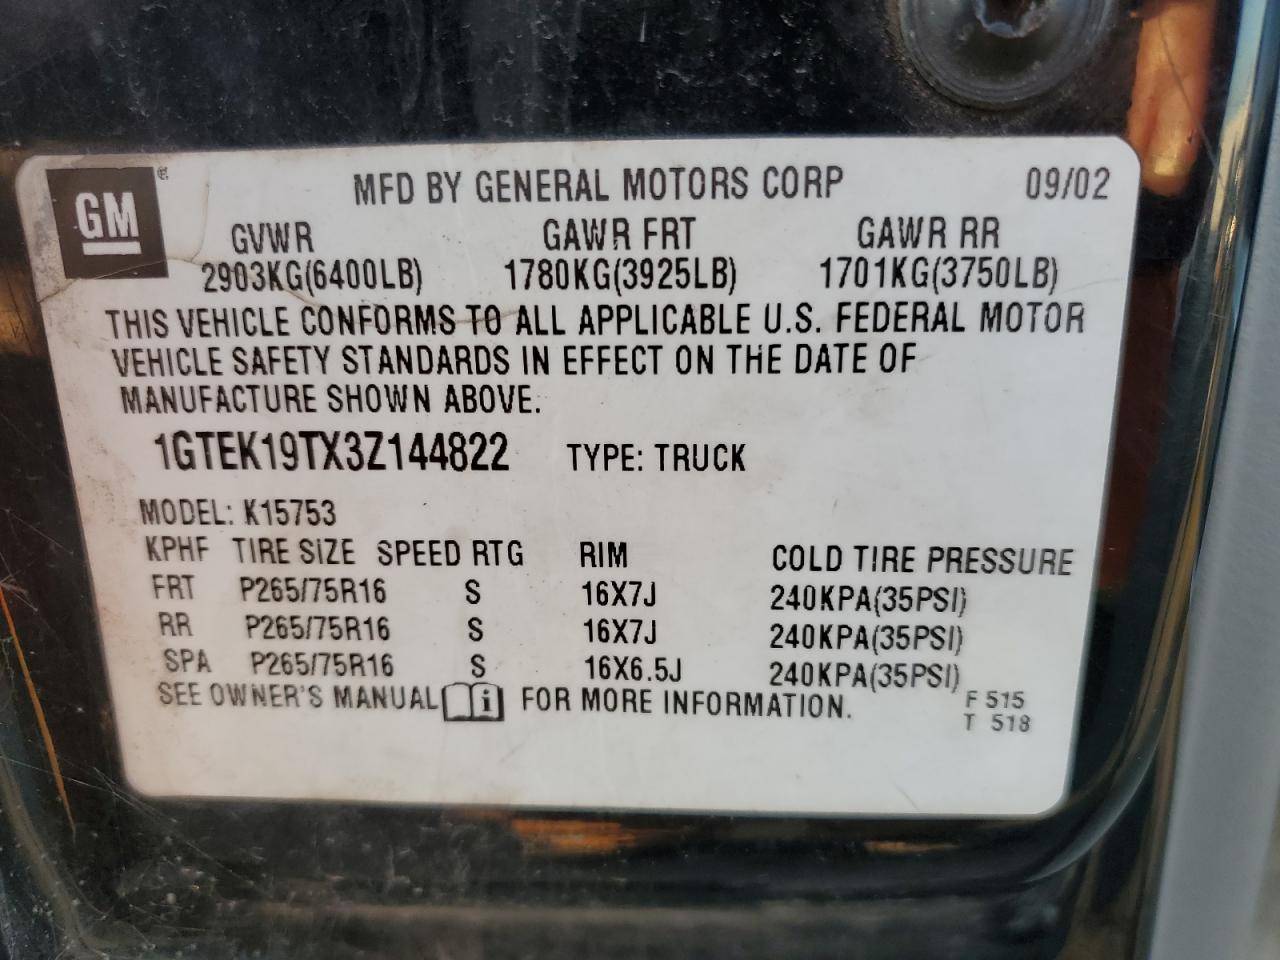 GM
MFD BY GENERAL MOTORS CORP 09/02
GVWR GAWR FRT GAWR RR
2903KG(6400LB) 1780KG(3925LB) 1701KG(3750LB)
THIS VEHICLE CONFORMS TO ALL APPLICABLE U.S. FEDERAL MOTOR
VEHICLE SAFETY STANDARDS IN EFFECT ON THE DATE OF
MANUFACTURE SHOWN ABOVE.
1GTEK19TX3Z144822 TYPE: TRUCK
MODEL: K15753
KPHF TIRE SIZE SPEED RTG RIM COLD TIRE PRESSURE
FRT P265/75R16 S 16X7J 240KPA(35PSI)
RR P265/75R16 S 16X7J 240KPA(35PSI)
SPA P265/75R16 S 16X6.5J 240KPA(35PSI)
SEE OWNER'S MANUAL i FOR MORE INFORMATION.
F 515
T 518